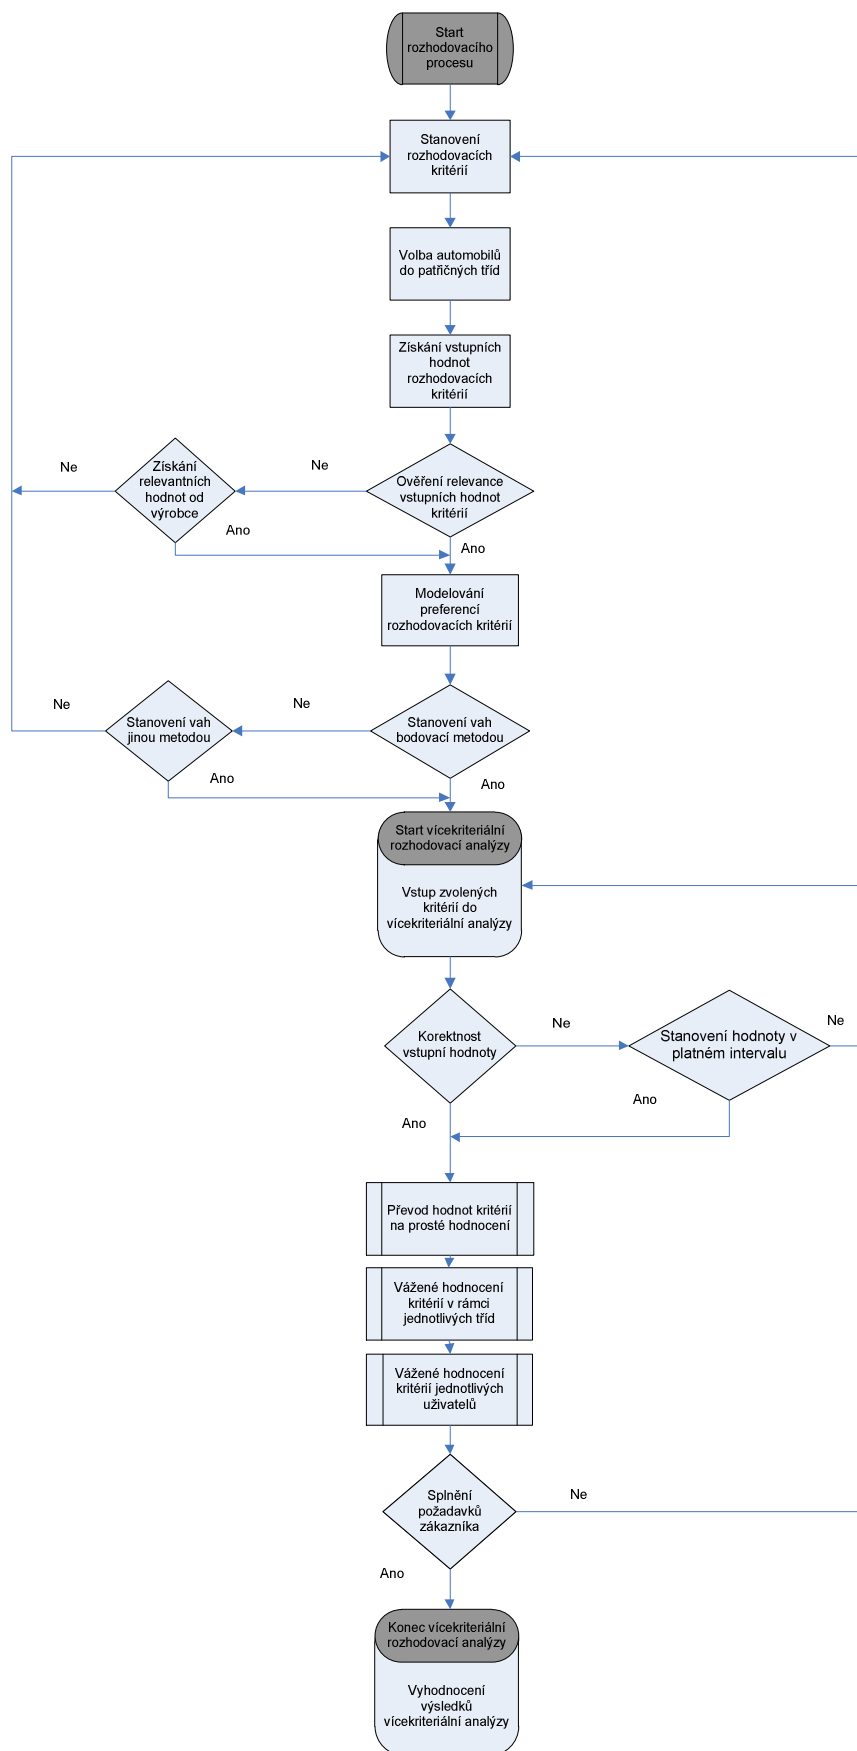 Start
rozhodovacího
procesu
Stanovení
rozhodovacích
kritérií
Volba automobilů
do patřičných tříd
Získání vstupních
hodnot
rozhodovacích
kritérií
Ne
Získání
relevantních
hodnot od
výrobce
Ne
Ověření relevance
vstupních hodnot
kritérií
Ano
Ano
Modelování
preferencí
rozhodovacích kritérií
Ne
Stanovení vah
jinou metodou
Ne
Stanovení vah
bodovací metodou
Ano
Ano
Start vícekriteriální
rozhodovací analýzy
Vstup zvolených
kritérií do
vícekriteriální analýzy
Korektnost
vstupní hodnoty
Ne
Stanovení hodnoty v
platném intervalu
Ne
Ano
Ano
Převod hodnot kritérií
na prosté hodnocení
Vážené hodnocení
kritérií v rámci
jednotlivých tříd
Vážené hodnocení
kritérií jednotlivých
uživatelů
Splnění
požadavků
zákazníka
Ne
Ano
Konec vícekriteriální
rozhodovací analýzy
Vyhodnocení
výsledků
vícekriteriální analýzy